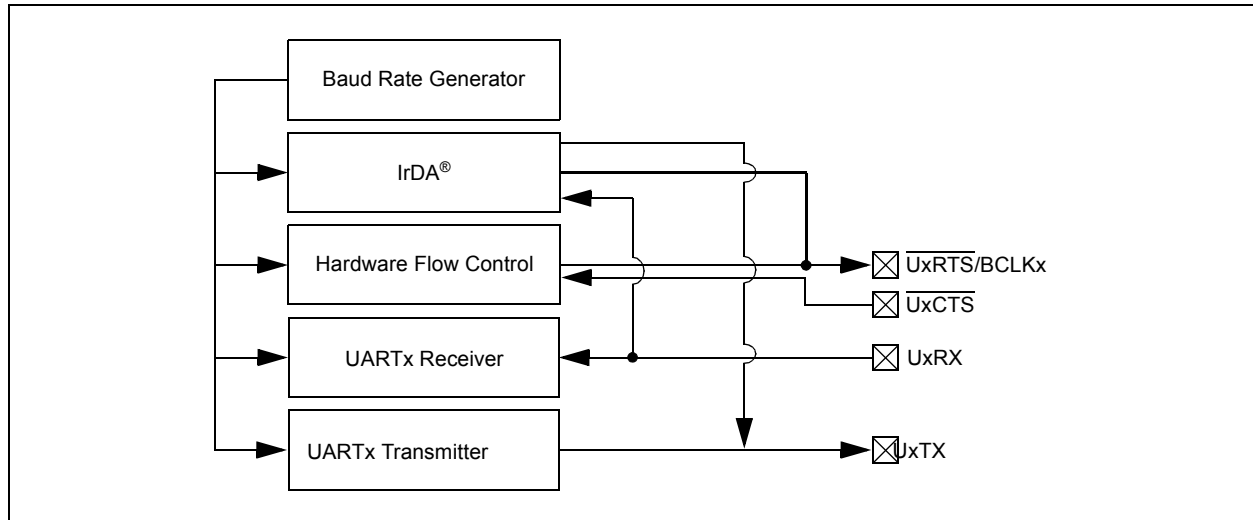 Baud Rate Generator
IrDA®
Hardware Flow Control
UxRTS/BCLKx
UxCTS
UARTx Receiver
UxRX
UARTx Transmitter
UxTX